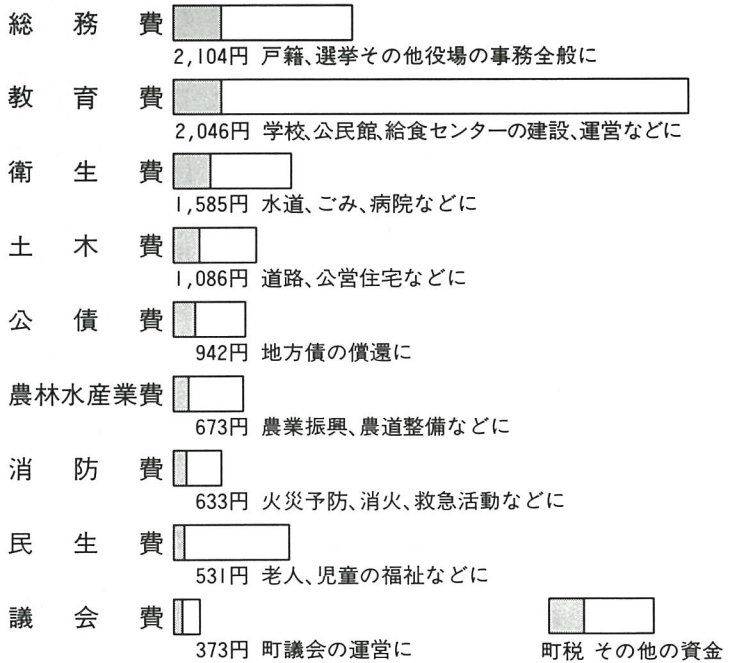 総務費
2,104円 戸籍、選挙その他役場の事務全般に
教育費
2,046円 学校、公民館、給食センターの建設、運営などに
衛生費
1,585円 水道、ごみ、病院などに
土木費
1,086円 道路、公営住宅などに
公債費
942円 地方債の償還に
農林水産業費
673円 農業振興、農道整備などに
消防費
633円 火災予防、消火、救急活動などに
民生費
531円 老人、児童の福祉などに
議会費
373円 町議会の運営に
町税 その他の資金